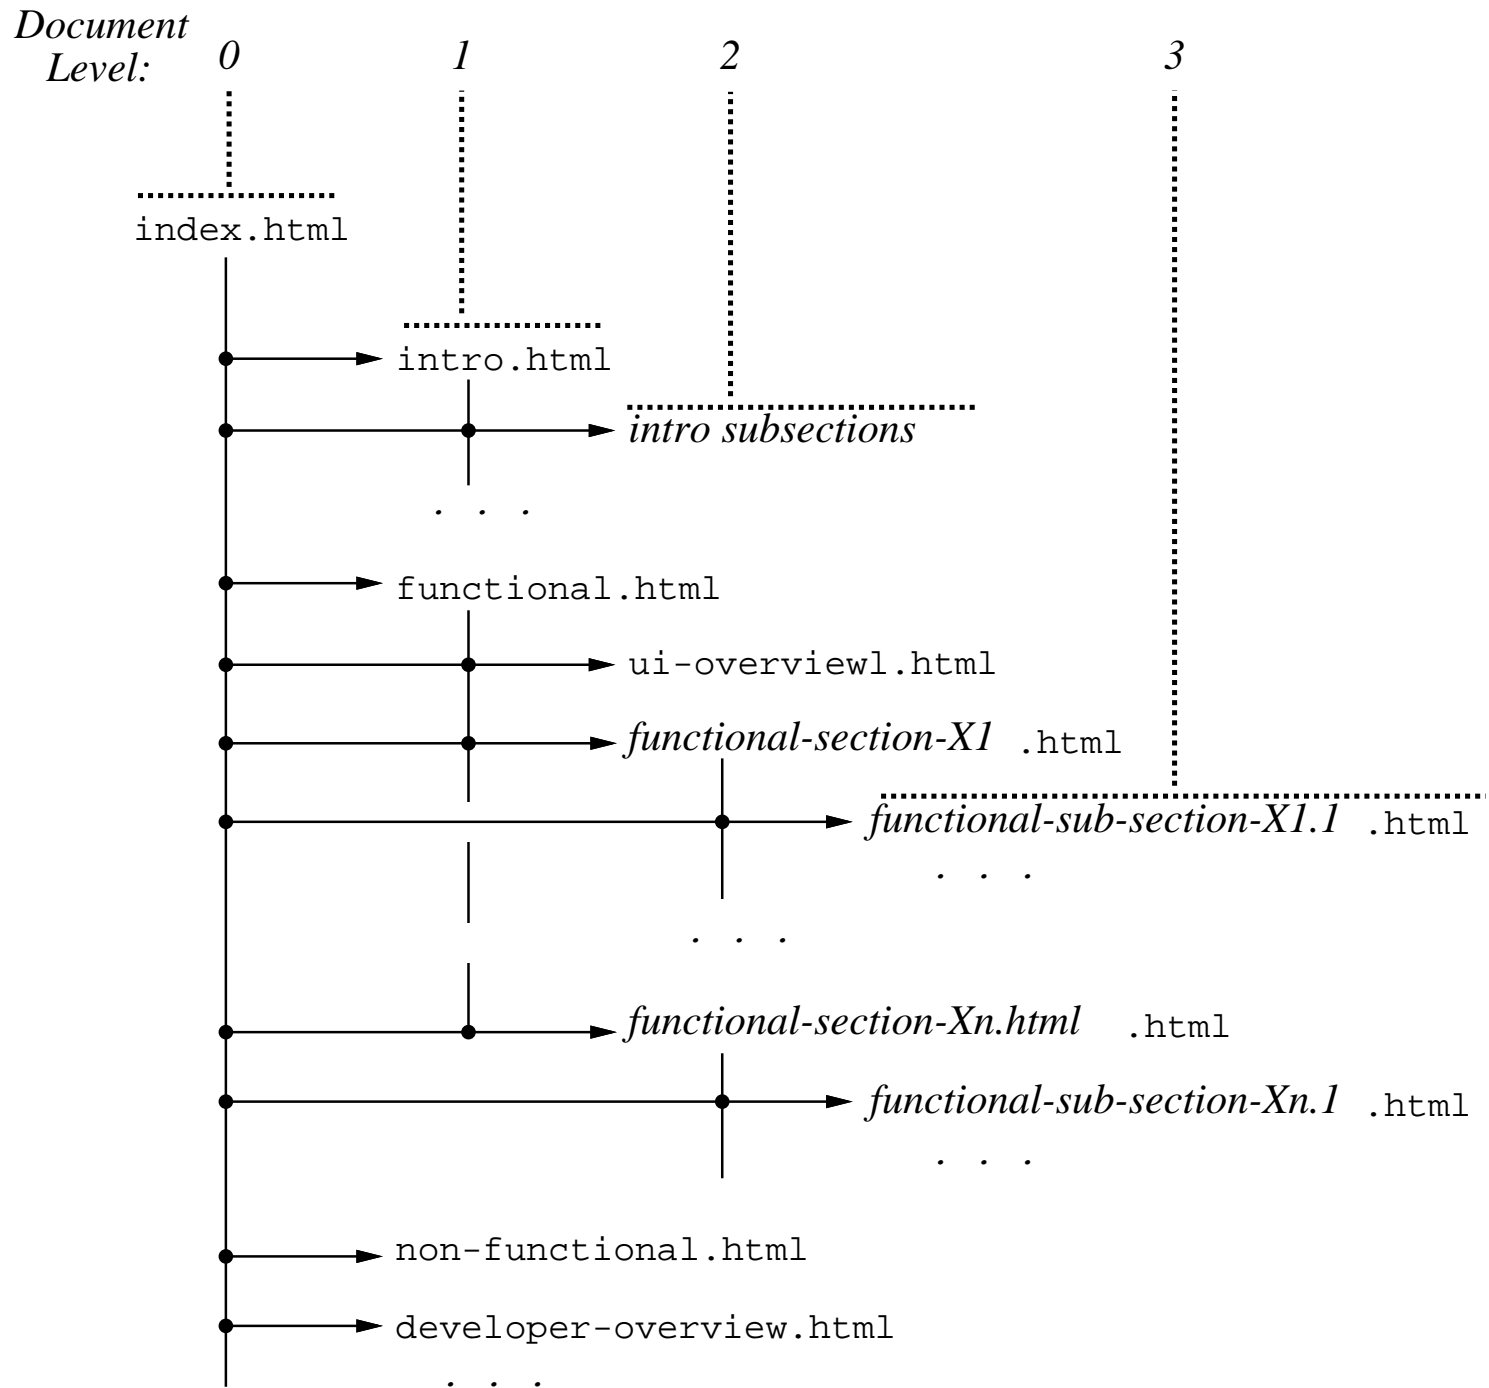 Document
Level: 0 1 2 3
index.html
intro.html
intro subsections
. . .
functional.html
ui-overviewl.html
functional-section-X1 .html
functional-sub-section-X1.1 .html
. . .
. . .
functional-section-Xn.html .html
functional-sub-section-Xn.1 .html
. . .
non-functional.html
developer-overview.html
. . .